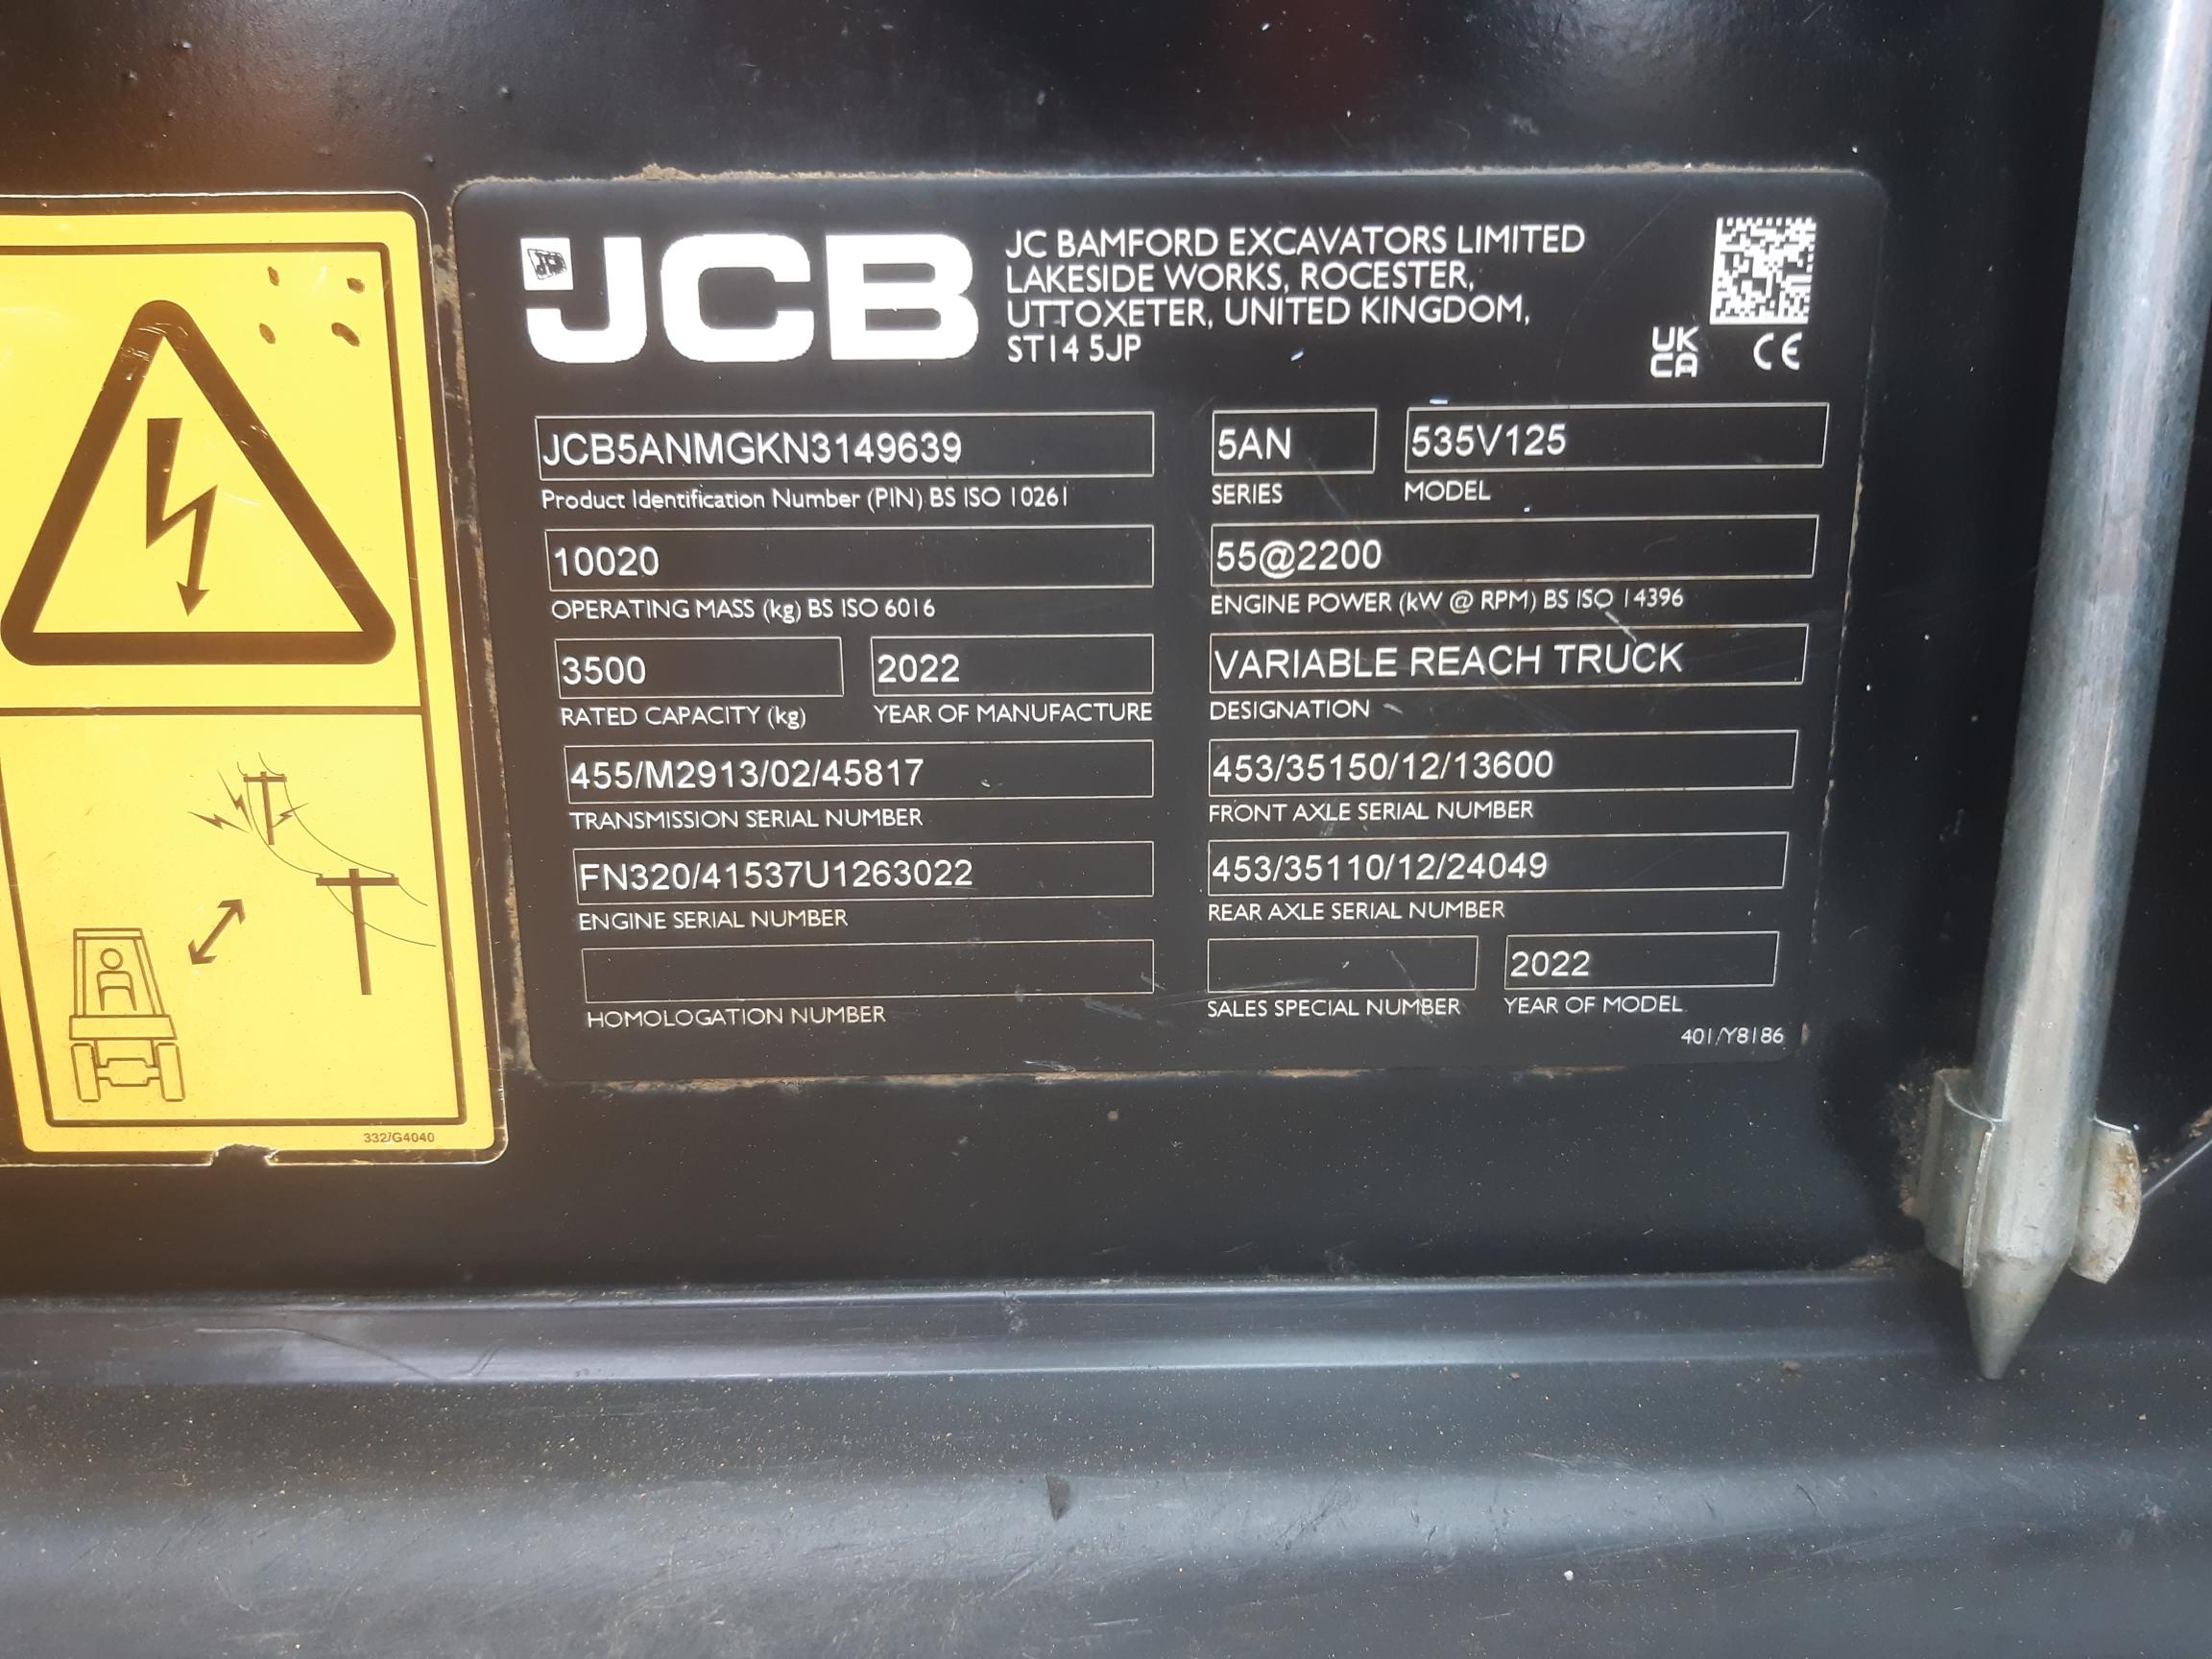 JCB
JC BAMFORD EXCAVATORS LIMITED
LAKESIDE WORKS, ROCESTER,
UTTOXETER, UNITED KINGDOM,
ST14 5JP
UK
CA
CE
JCB5ANMGKN3149639
Product Identification Number (PIN) BS ISO 10261
5AN
SERIES
535V125
MODEL
10020
OPERATING MASS (kg) BS ISO 6016
55@2200
ENGINE POWER (kW @ RPM) BS ISO 14396
3500
RATED CAPACITY (kg)
2022
YEAR OF MANUFACTURE
VARIABLE REACH TRUCK
DESIGNATION
455/M2913/02/45817
TRANSMISSION SERIAL NUMBER
453/35150/12/13600
FRONT AXLE SERIAL NUMBER
FN320/41537U1263022
ENGINE SERIAL NUMBER
453/35110/12/24049
REAR AXLE SERIAL NUMBER
HOMOLOGATION NUMBER
SALES SPECIAL NUMBER
2022
YEAR OF MODEL
401/Y8186
332/G4040